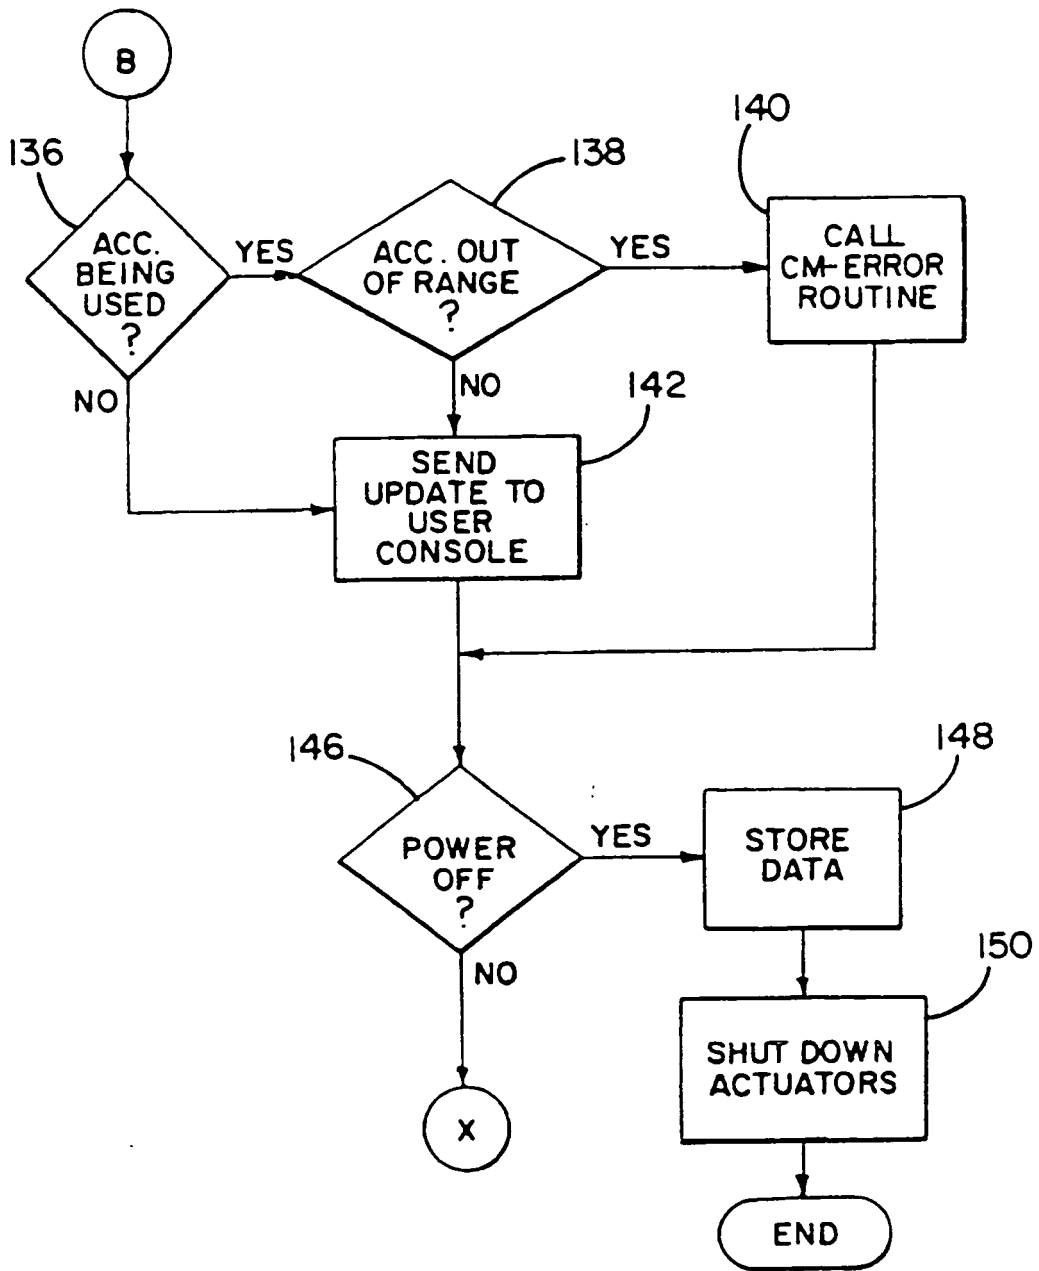 B
136
138
140
ACC.
BEING
USED
?
YES
ACC. OUT
OF RANGE
?
YES
CALL
CM-ERROR
ROUTINE
NO
NO
142
SEND
UPDATE TO
USER
CONSOLE
146
148
POWER
OFF
?
YES
STORE
DATA
NO
150
SHUT DOWN
ACTUATORS
X
END